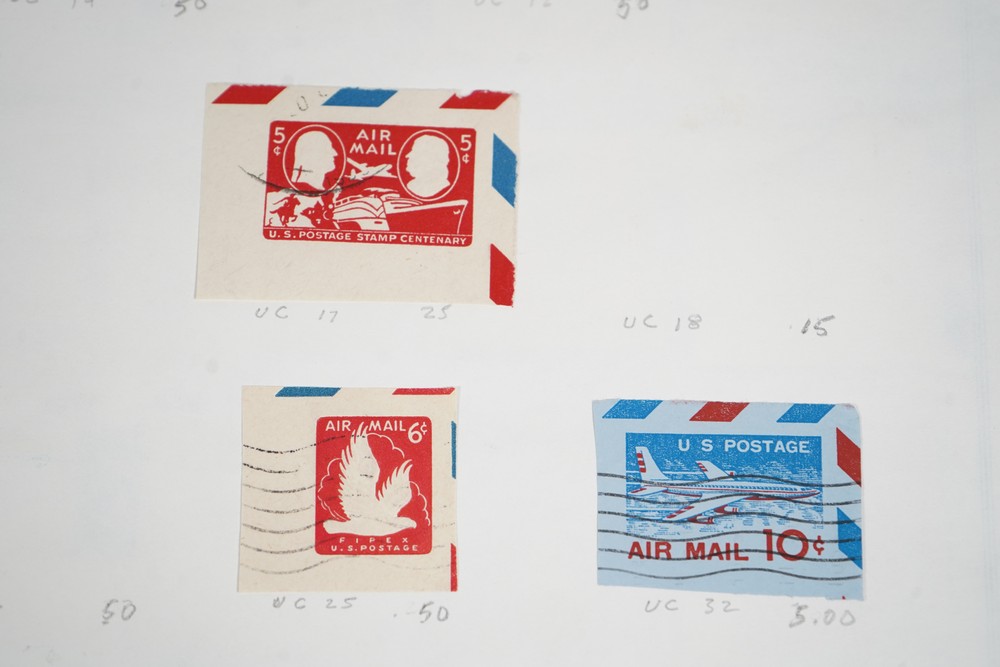 50
50
5¢ AIR MAIL 5¢
U.S. POSTAGE STAMP CENTENARY
UC 17 25
UC 18 .15
AIR MAIL 6¢
FIPEX
U.S. POSTAGE
U S POSTAGE
AIR MAIL 10¢
50
UC 25 .50
UC 32 5.00